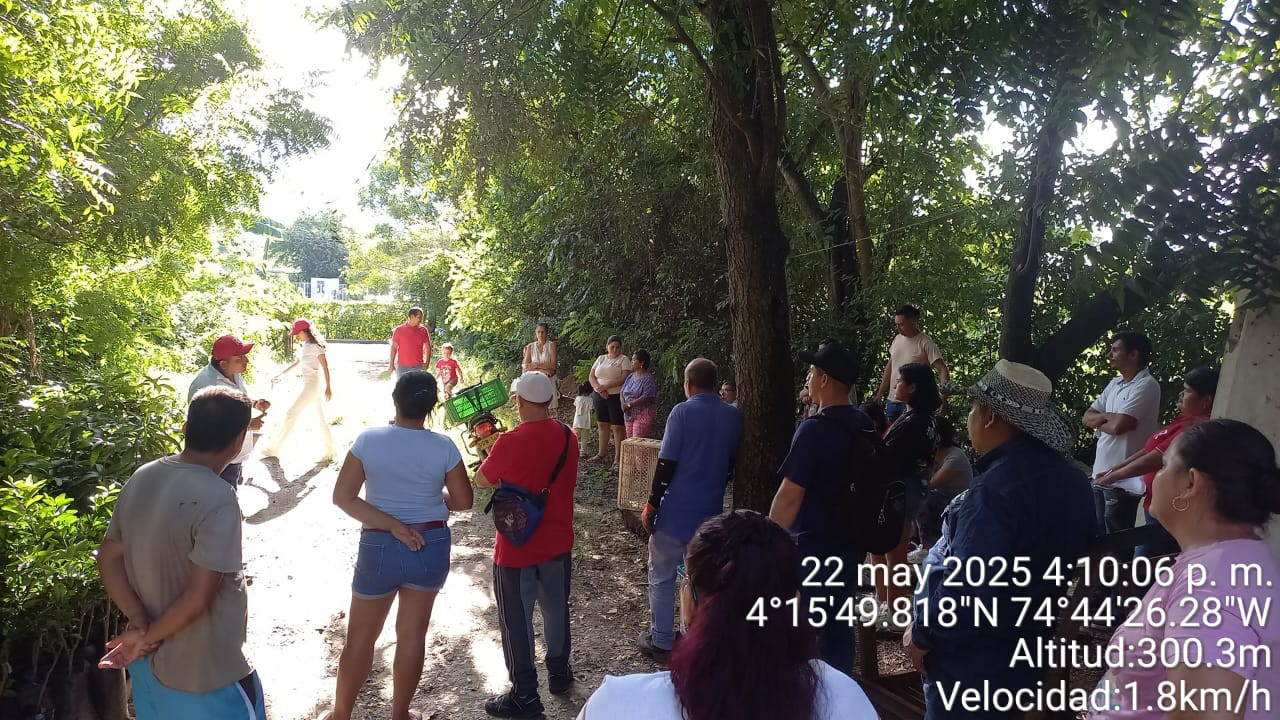 22 may 2025 4:10:06 p. m.
4°15'49.818"N 74°44'26.28"W
Altitud:300.3m
Velocidad:1.8km/h